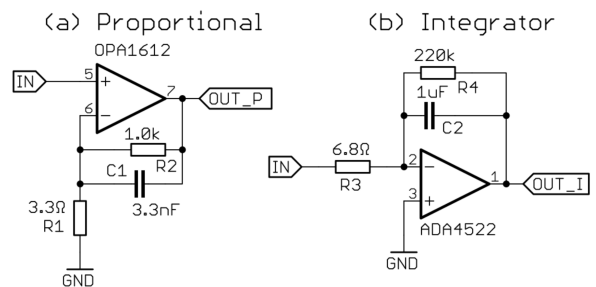 (a) Proportional
(b) Integrator
OPA1612
IN
5
+
7
OUT_P
6
−
1.0k
R2
C1
3.3nF
3.3Ω
R1
GND
220k
R4
1uF
C2
6.8Ω
IN
R3
2
−
1
OUT_I
3
+
ADA4522
GND